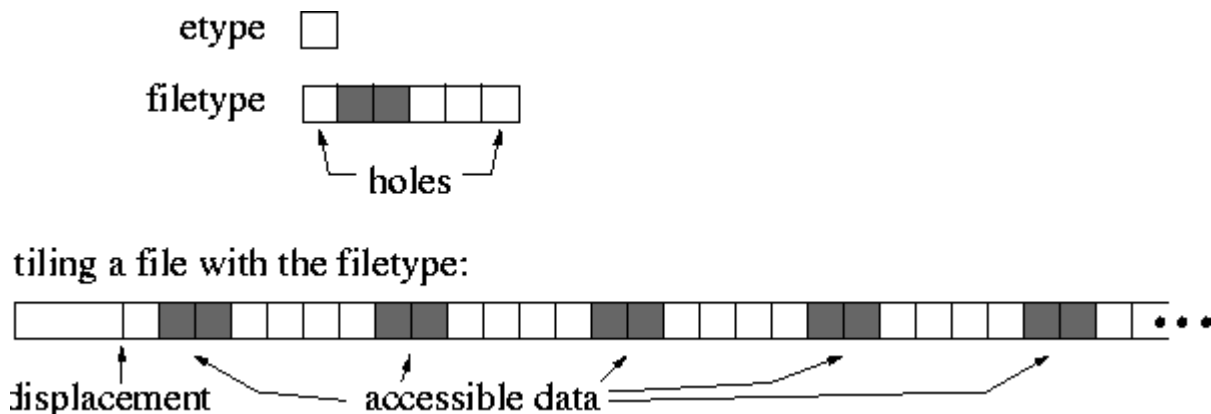 etype
filetype
holes
tiling a file with the filetype:
displacement
accessible data